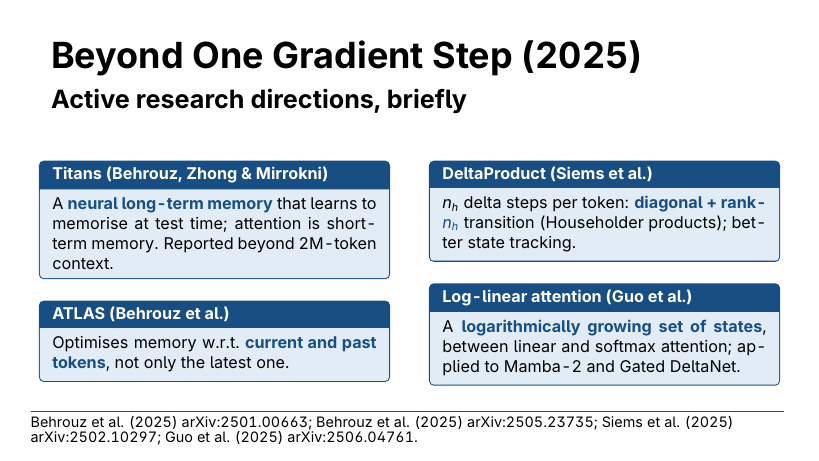 Beyond One Gradient Step (2025)
Active research directions, briefly
Titans (Behrouz, Zhong & Mirrokni)
A neural long-term memory that learns to
memorise at test time; attention is short-
term memory. Reported beyond 2M-token
context.
ATLAS (Behrouz et al.)
Optimises memory w.r.t. current and past
tokens, not only the latest one.
DeltaProduct (Siems et al.)
n_h delta steps per token: diagonal + rank-
n_h transition (Householder products); bet-
ter state tracking.
Log-linear attention (Guo et al.)
A logarithmically growing set of states,
between linear and softmax attention; ap-
plied to Mamba-2 and Gated DeltaNet.
Behrouz et al. (2025) arXiv:2501.00663; Behrouz et al. (2025) arXiv:2505.23735; Siems et al. (2025)
arXiv:2502.10297; Guo et al. (2025) arXiv:2506.04761.